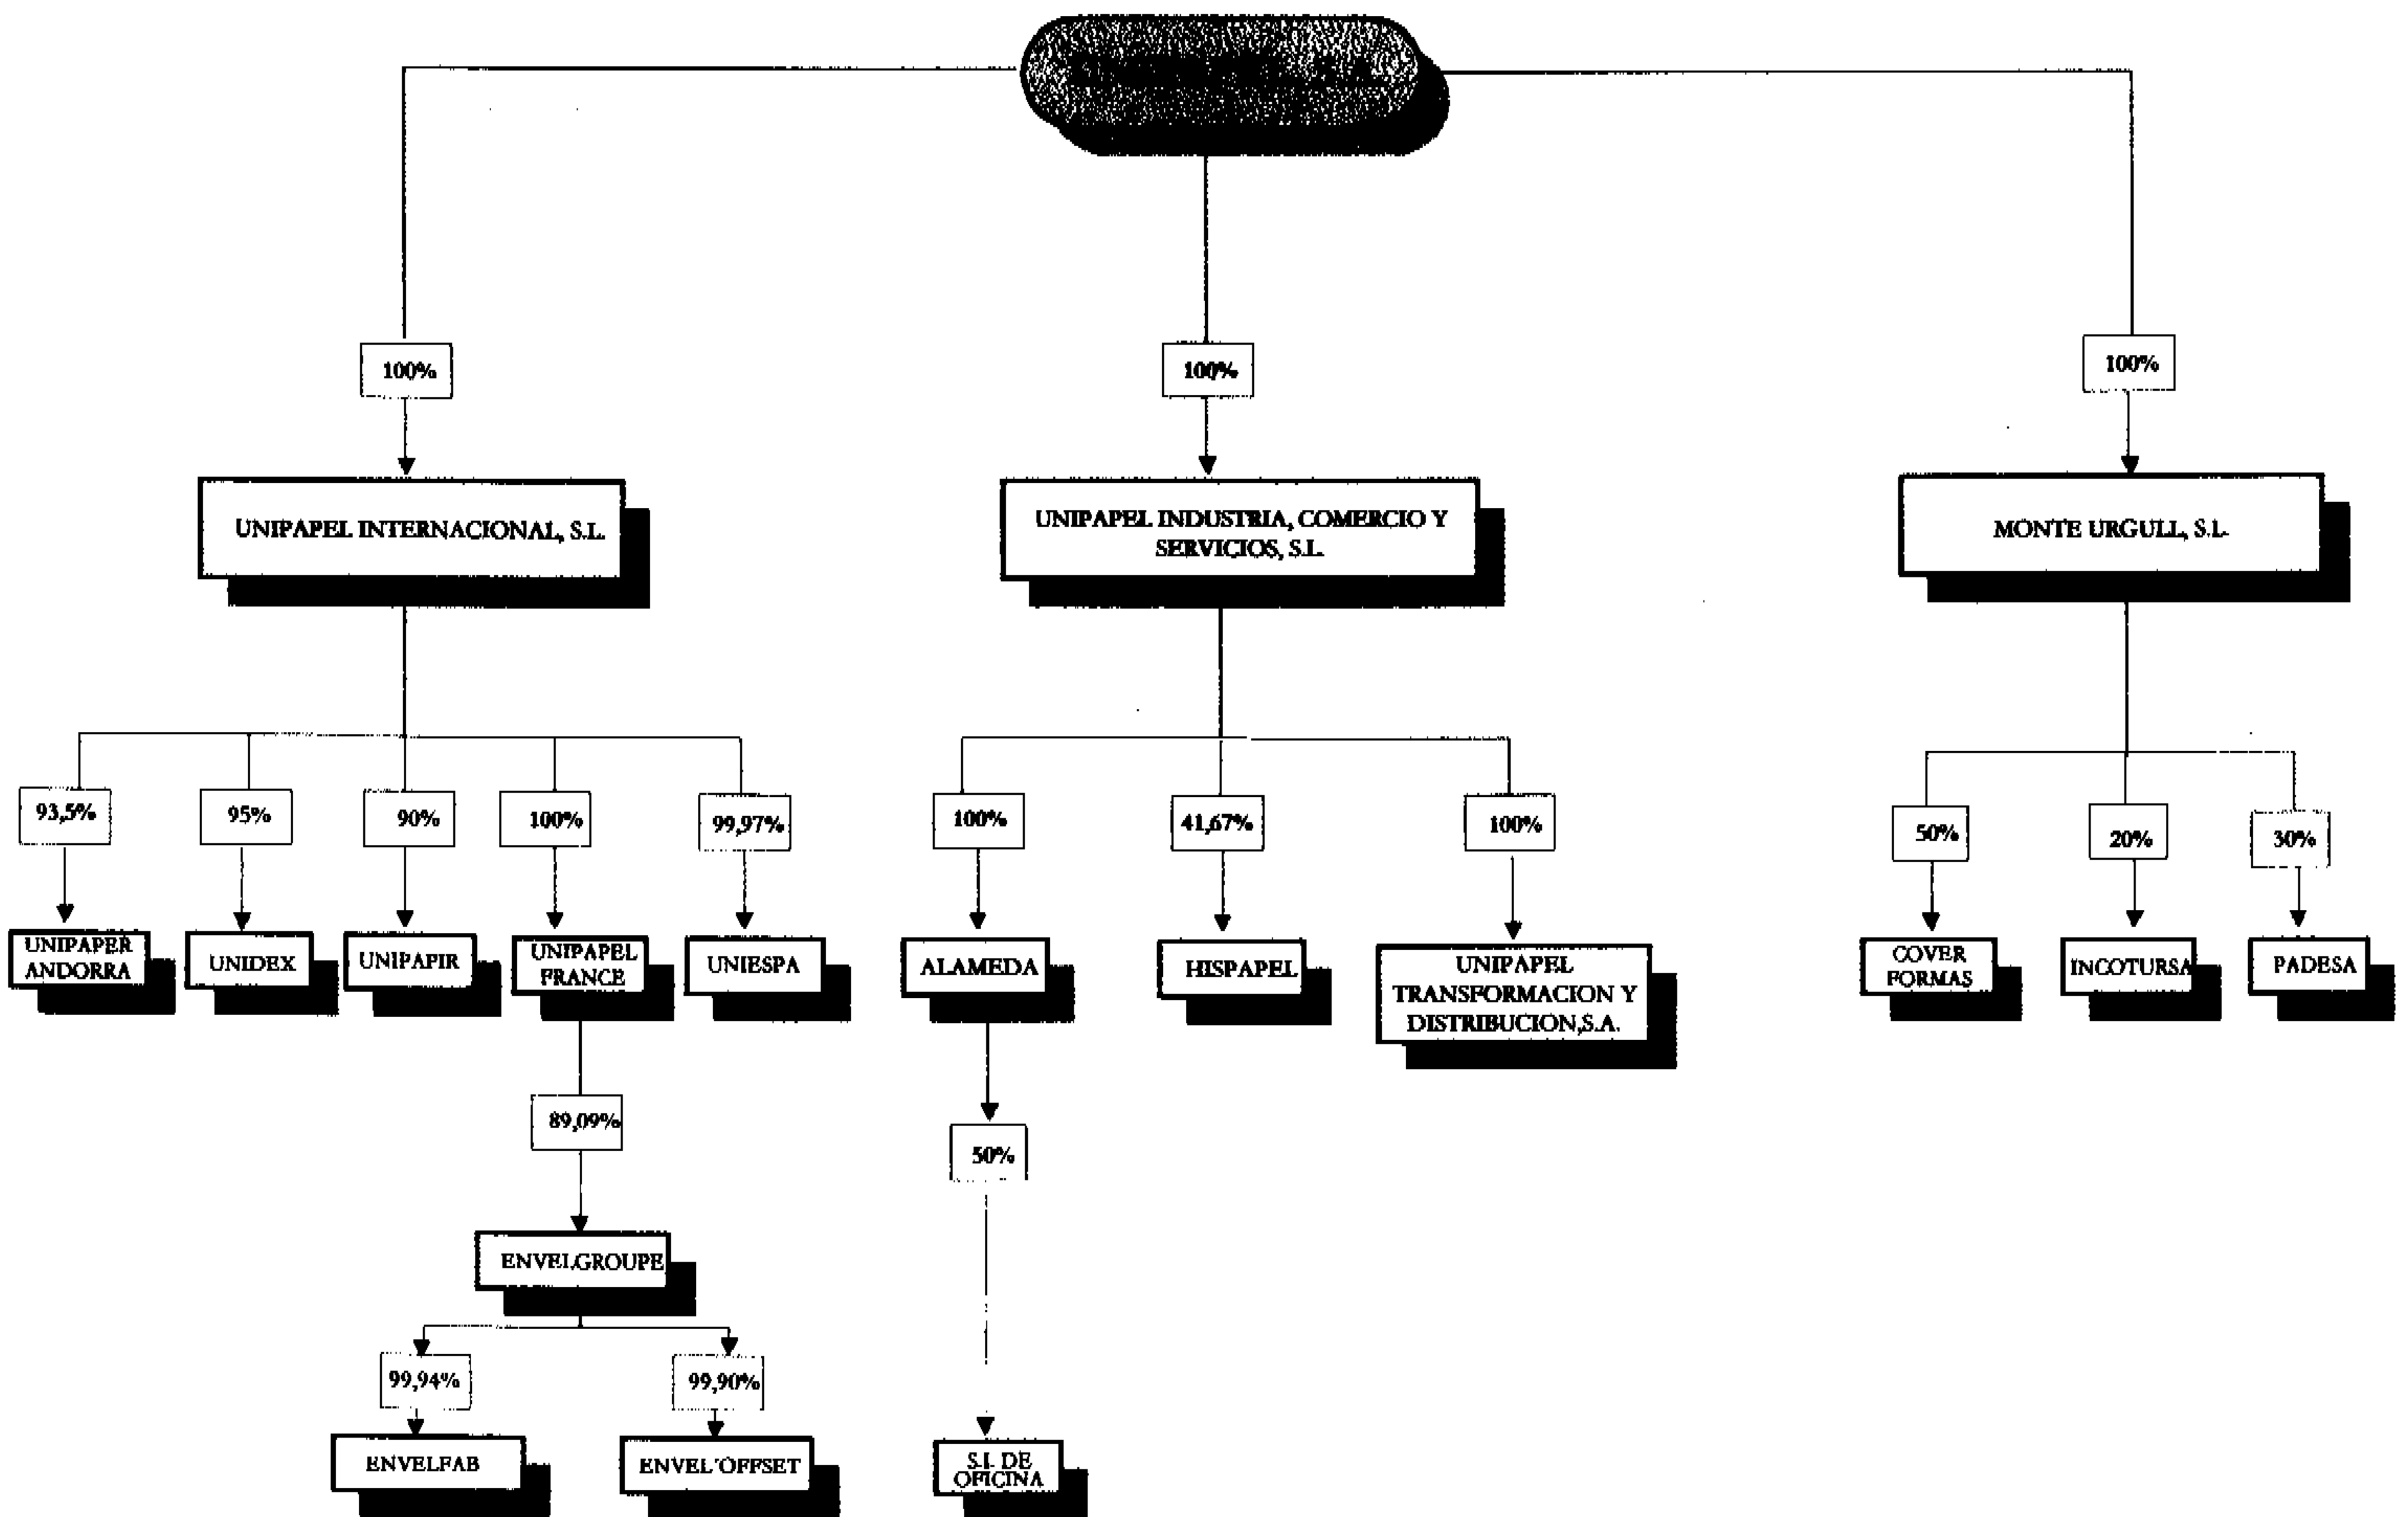 100%
100%
100%
UNIPAPEL INTERNACIONAL, S.L.
UNIPAPEL INDUSTRIA, COMERCIO Y
SERVICIOS, S.L.
MONTE URGULL, S.L.
93,5%
95%
90%
100%
99,97%
100%
41,67%
100%
50%
20%
30%
UNIPAPER
ANDORRA
UNIDEX
UNIPAPIR
UNIPAPEL
FRANCE
UNIESPA
ALAMEDA
HISPAPEL
UNIPAPEL
TRANSFORMACION Y
DISTRIBUCION,S.A.
COVER
FORMAS
INCOTURSA
PADESA
89,09%
50%
ENVELGROUPE
99,94%
99,90%
ENVELFAB
ENVEL'OFFSET
S.I. DE
OFICINA